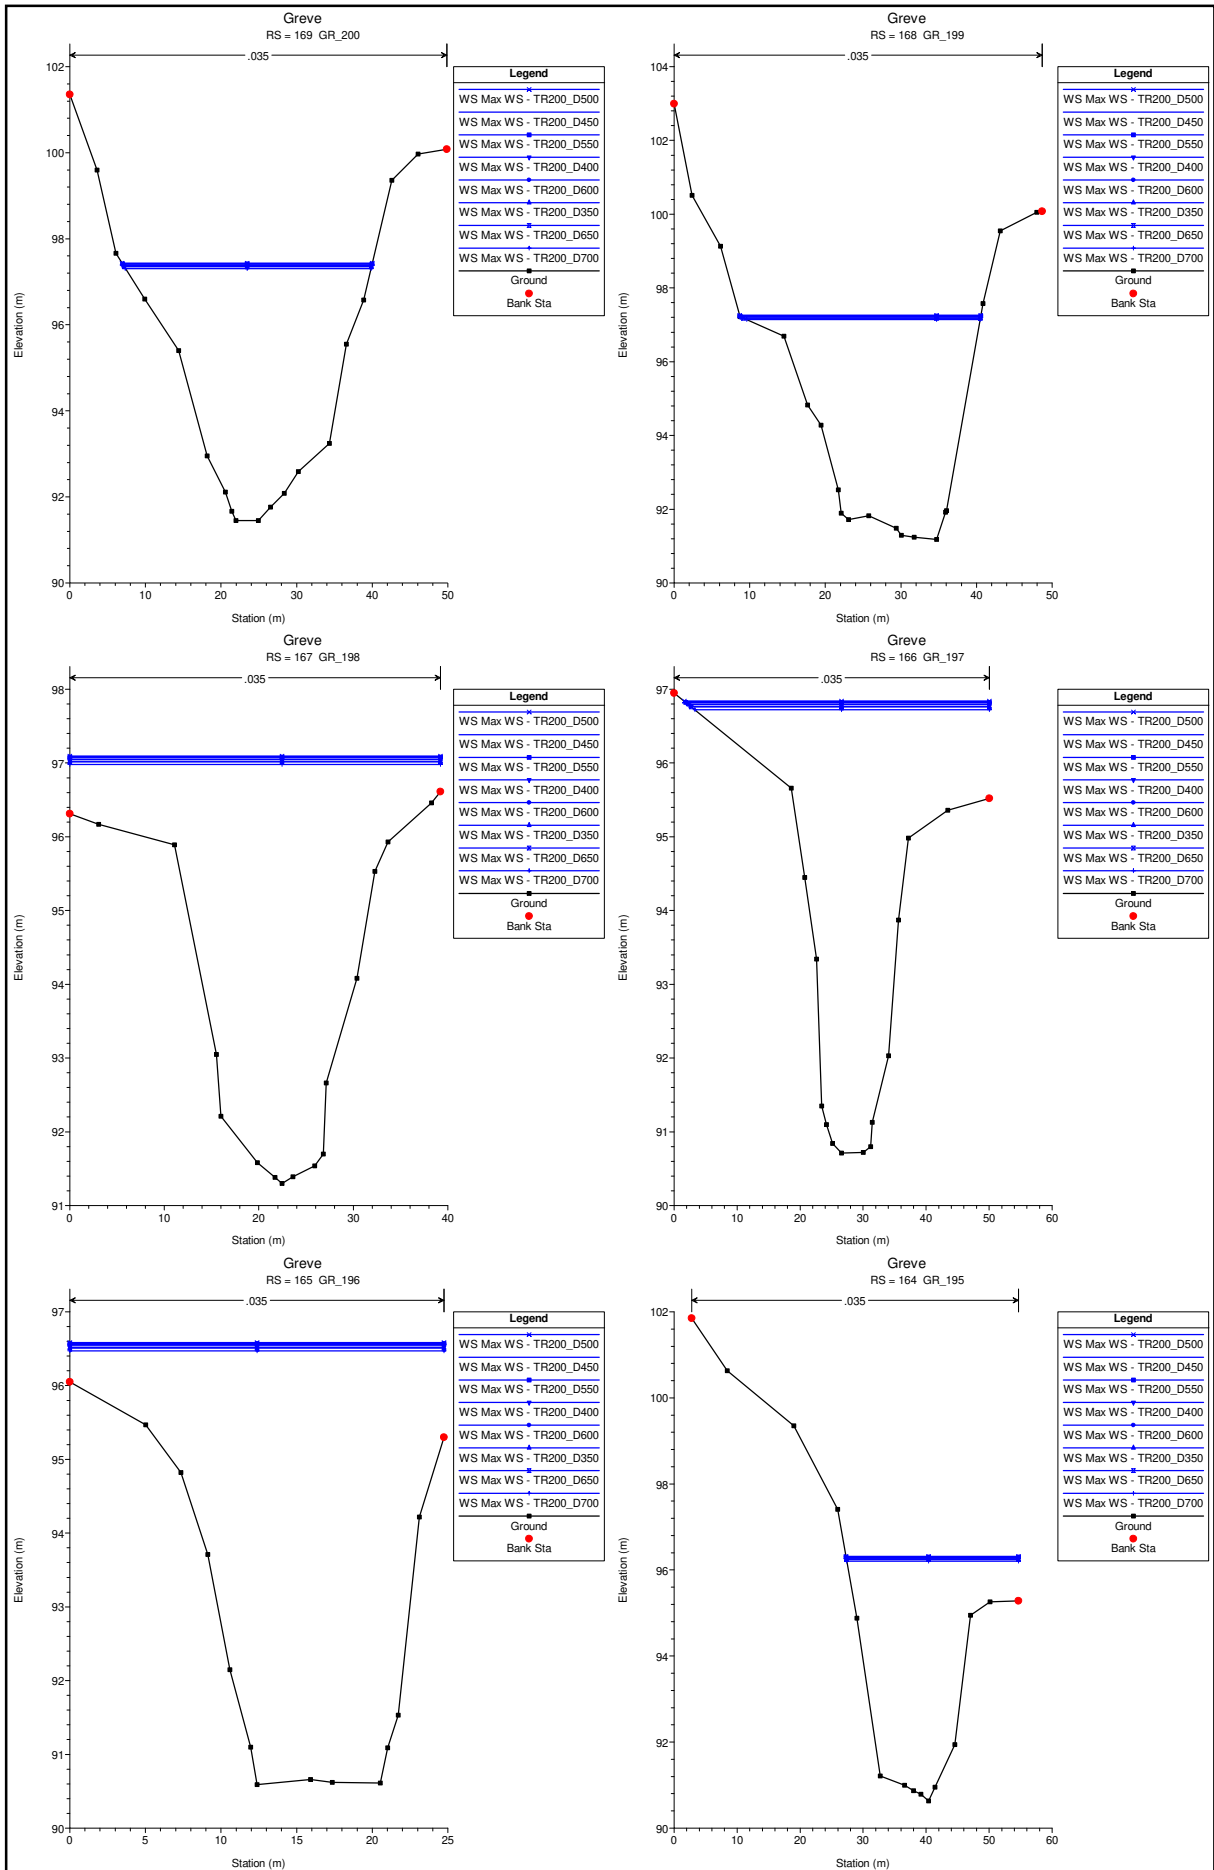 Greve
RS = 169 GR_200
.035
Elevation (m)
102
100
98
96
94
92
90
0 10 20 30 40 50
Station (m)
Legend
WS Max WS - TR200_D500
WS Max WS - TR200_D450
WS Max WS - TR200_D550
WS Max WS - TR200_D400
WS Max WS - TR200_D600
WS Max WS - TR200_D350
WS Max WS - TR200_D650
WS Max WS - TR200_D700
Ground
Bank Sta
Greve
RS = 168 GR_199
.035
Elevation (m)
104
102
100
98
96
94
92
90
0 10 20 30 40 50
Station (m)
Legend
WS Max WS - TR200_D500
WS Max WS - TR200_D450
WS Max WS - TR200_D550
WS Max WS - TR200_D400
WS Max WS - TR200_D600
WS Max WS - TR200_D350
WS Max WS - TR200_D650
WS Max WS - TR200_D700
Ground
Bank Sta
Greve
RS = 167 GR_198
.035
Elevation (m)
98
97
96
95
94
93
92
91
0 10 20 30 40
Station (m)
Legend
WS Max WS - TR200_D500
WS Max WS - TR200_D450
WS Max WS - TR200_D550
WS Max WS - TR200_D400
WS Max WS - TR200_D600
WS Max WS - TR200_D350
WS Max WS - TR200_D650
WS Max WS - TR200_D700
Ground
Bank Sta
Greve
RS = 166 GR_197
.035
Elevation (m)
97
96
95
94
93
92
91
90
0 10 20 30 40 50 60
Station (m)
Legend
WS Max WS - TR200_D500
WS Max WS - TR200_D450
WS Max WS - TR200_D550
WS Max WS - TR200_D400
WS Max WS - TR200_D600
WS Max WS - TR200_D350
WS Max WS - TR200_D650
WS Max WS - TR200_D700
Ground
Bank Sta
Greve
RS = 165 GR_196
.035
Elevation (m)
97
96
95
94
93
92
91
90
0 5 10 15 20 25
Station (m)
Legend
WS Max WS - TR200_D500
WS Max WS - TR200_D450
WS Max WS - TR200_D550
WS Max WS - TR200_D400
WS Max WS - TR200_D600
WS Max WS - TR200_D350
WS Max WS - TR200_D650
WS Max WS - TR200_D700
Ground
Bank Sta
Greve
RS = 164 GR_195
.035
Elevation (m)
102
100
98
96
94
92
90
0 10 20 30 40 50 60
Station (m)
Legend
WS Max WS - TR200_D500
WS Max WS - TR200_D450
WS Max WS - TR200_D550
WS Max WS - TR200_D400
WS Max WS - TR200_D600
WS Max WS - TR200_D350
WS Max WS - TR200_D650
WS Max WS - TR200_D700
Ground
Bank Sta